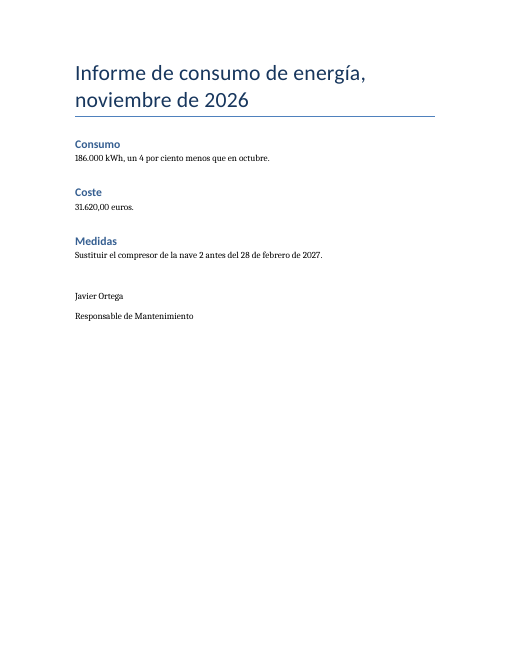 Informe de consumo de energía,
noviembre de 2026
Consumo
186.000 kWh, un 4 por ciento menos que en octubre.
Coste
31.620,00 euros.
Medidas
Sustituir el compresor de la nave 2 antes del 28 de febrero de 2027.
Javier Ortega
Responsable de Mantenimiento